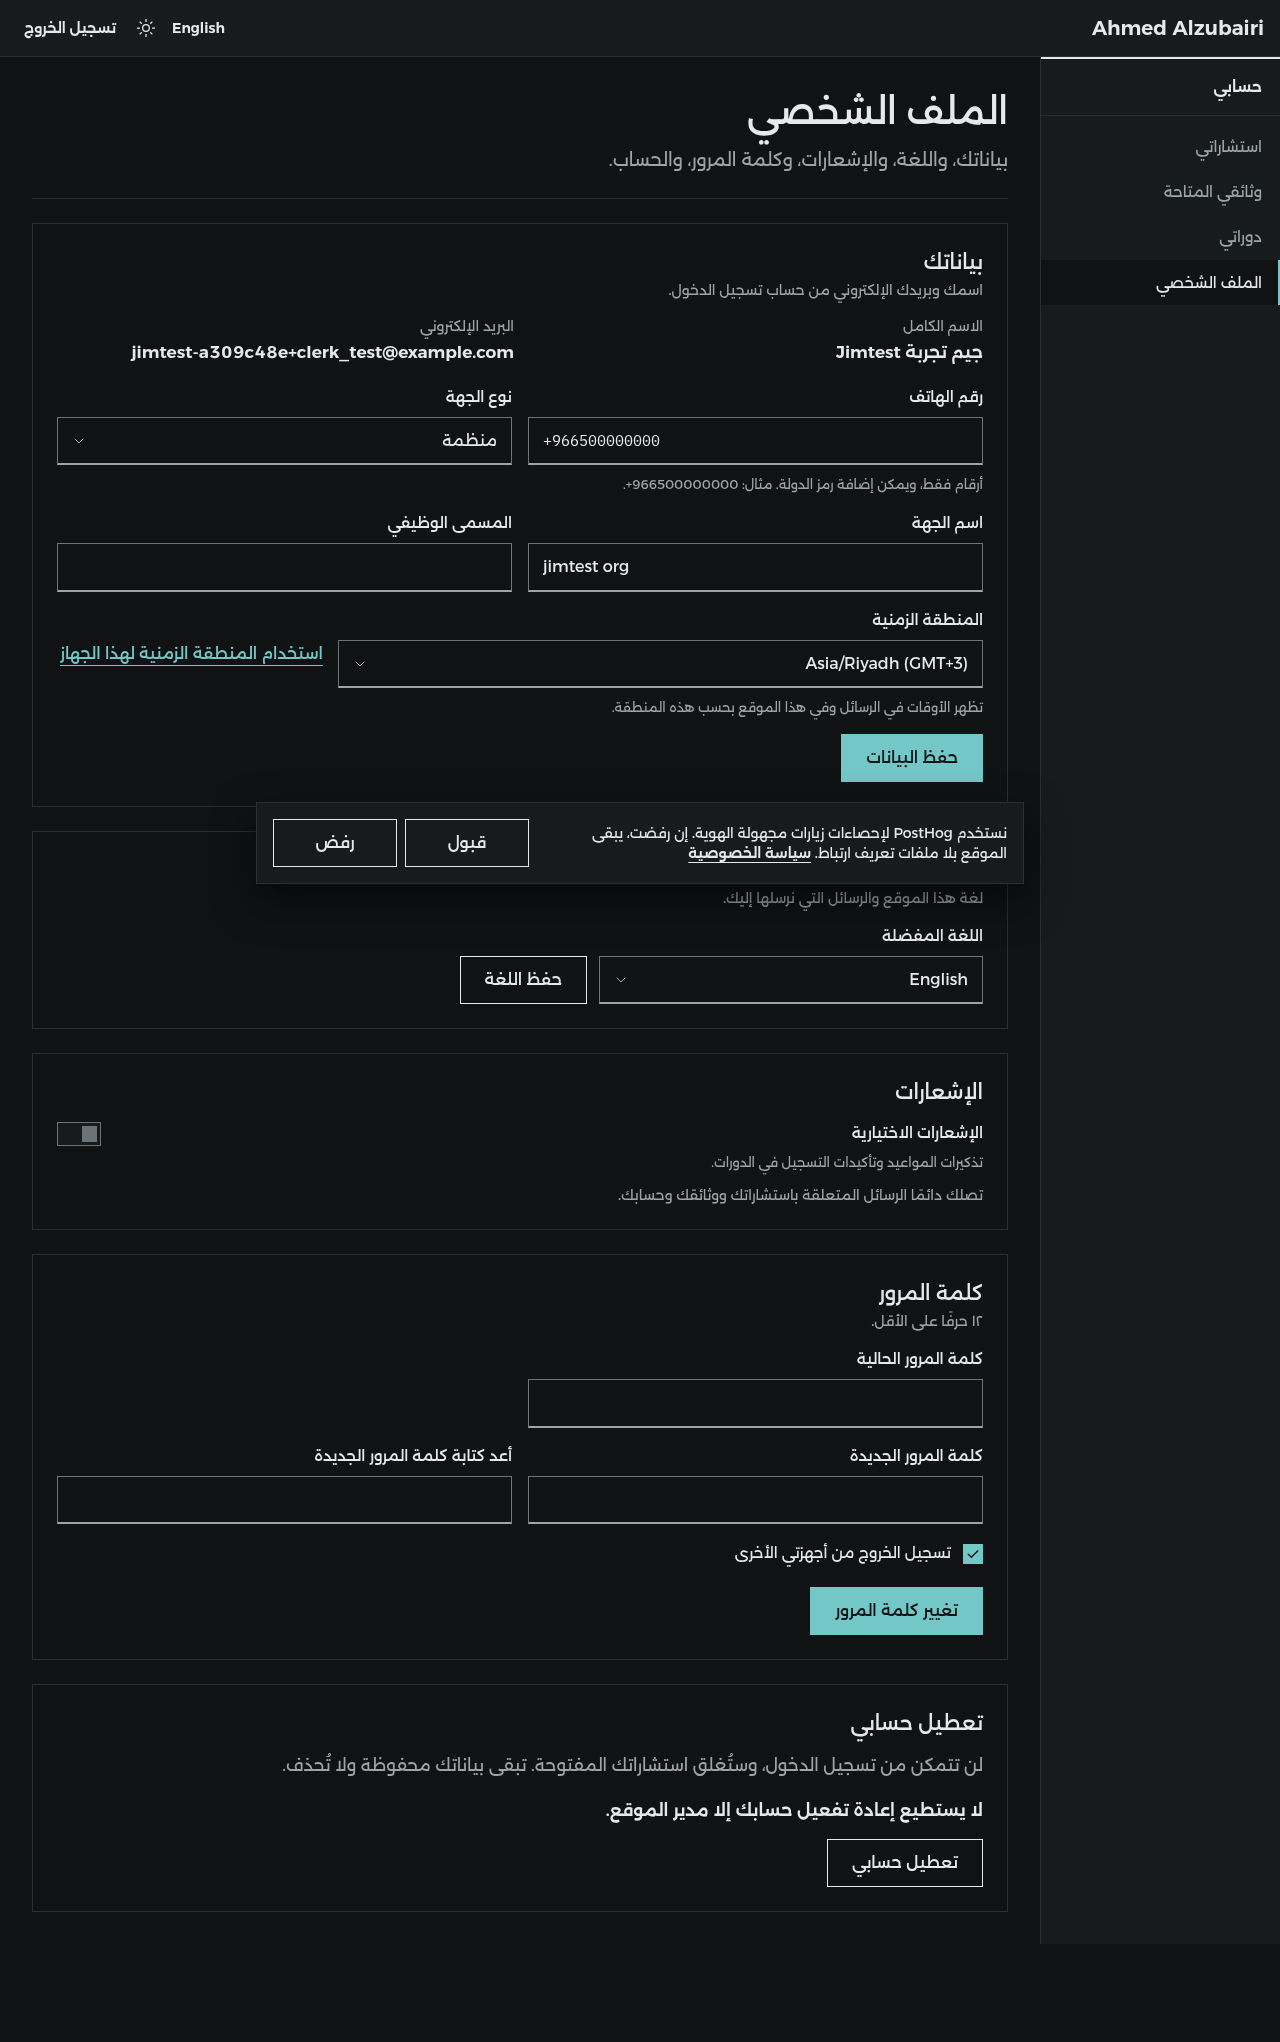 Ahmed Alzubairi
English
تسجيل الخروج
حسابي
استشاراتي
وثائقي المتاحة
دوراتي
الملف الشخصي
الملف الشخصي
بياناتك، واللغة، والإشعارات، وكلمة المرور، والحساب.
بياناتك
اسمك وبريدك الإلكتروني من حساب تسجيل الدخول.
الاسم الكامل
جيم تجربة Jimtest
البريد الإلكتروني
jimtest-a309c48e+clerk_test@example.com
رقم الهاتف
+966500000000
أرقام فقط، ويمكن إضافة رمز الدولة. مثال: 966500000000+.
نوع الجهة
منظمة
اسم الجهة
jimtest org
المسمى الوظيفي
المنطقة الزمنية
Asia/Riyadh (GMT+3)
استخدام المنطقة الزمنية لهذا الجهاز
تظهر الأوقات في الرسائل وفي هذا الموقع بحسب هذه المنطقة.
حفظ البيانات
نستخدم PostHog لإحصاءات زيارات مجهولة الهوية. إن رفضت، يبقى
الموقع بلا ملفات تعريف ارتباط. سياسة الخصوصية
قبول
رفض
لغة هذا الموقع والرسائل التي نرسلها إليك.
اللغة المفضلة
English
حفظ اللغة
الإشعارات
الإشعارات الاختيارية
تذكيرات المواعيد وتأكيدات التسجيل في الدورات.
تصلك دائمًا الرسائل المتعلقة باستشاراتك ووثائقك وحسابك.
كلمة المرور
١٢ حرفًا على الأقل.
كلمة المرور الحالية
كلمة المرور الجديدة
أعد كتابة كلمة المرور الجديدة
تسجيل الخروج من أجهزتي الأخرى
تغيير كلمة المرور
تعطيل حسابي
لن تتمكن من تسجيل الدخول، وستُغلق استشاراتك المفتوحة. تبقى بياناتك محفوظة ولا تُحذف.
لا يستطيع إعادة تفعيل حسابك إلا مدير الموقع.
تعطيل حسابي